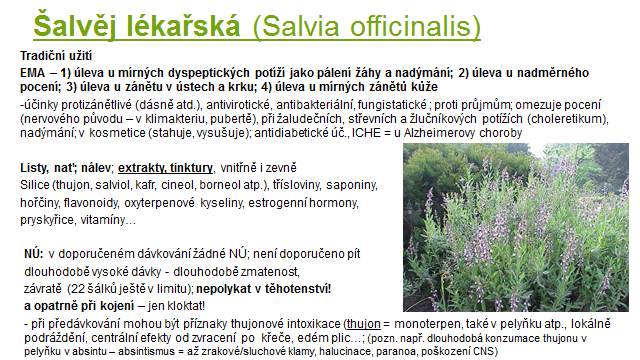 Šalvěj lékařská (Salvia officinalis)
Tradiční užití
EMA – 1) úleva u mírných dyspeptických potíží jako pálení žáhy a nadýmání; 2) úleva u nadměrného
pocení; 3) úleva u zánětu v ústech a krku; 4) úleva u mírných zánětů kůže
-účinky protizánětlivé (dásně atd.), antivirotické, antibakteriální, fungistatické; proti průjmům; omezuje pocení
(nervového původu – v klimakteriu, pubertě), při žaludečních, střevních a žlučníkových potížích (choleretikum),
nadýmání; v kosmetice (stahuje, vysušuje); antidiabetické úč., ICHE = u Alzheimerovy choroby
Listy, nať; nálev; extrakty, tinktury, vnitřně i zevně
Silice (thujon, salviol, kafr, cineol, borneol atp.), třísloviny, saponiny,
hořčiny, flavonoidy, oxyterpenové kyseliny, estrogenní hormony,
pryskyřice, vitamíny…
NÚ: v doporučeném dávkování žádné NÚ; není doporučeno pít
dlouhodobě vysoké dávky - dlouhodobě zmatenost,
závratě (22 šálků ještě v limitu); nepolykat v těhotenství!
a opatrně při kojení – jen kloktat!
- při předávkování mohou být příznaky thujonové intoxikace (thujon = monoterpen, také v pelyňku atp., lokálně
podráždění, centrální efekty od zvracení po křeče, edém plic…; (pozn. např. dlouhodobá konzumace thujonu v
pelyňku v absintu – absintismus = až zrakové/sluchové klamy, halucinace, paranoa, poškození CNS)